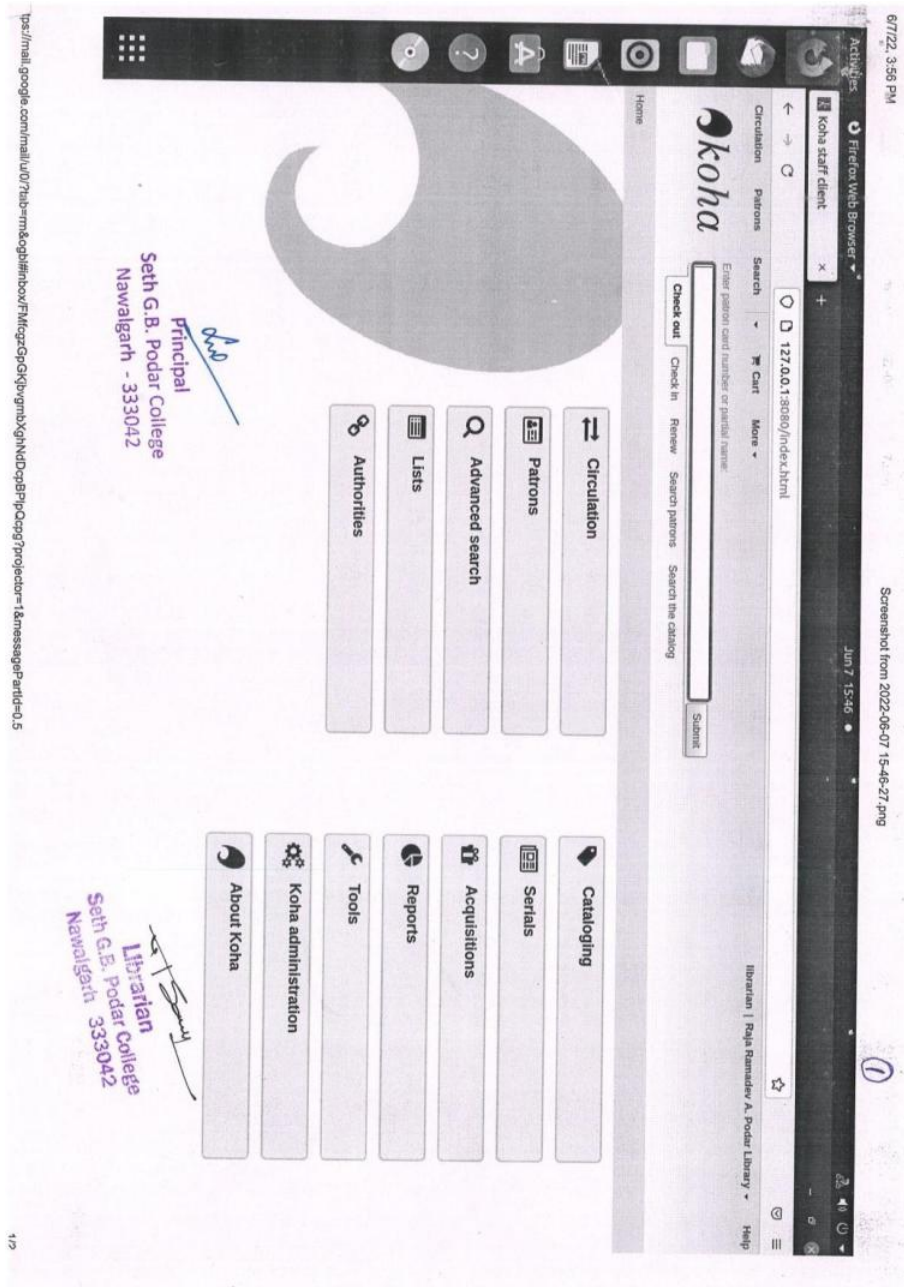 6/7/22, 3:56 PM
Screenshot from 2022-06-07 15-46-27.png
1
Activities Firefox Web Browser
Jun 7 15:46
Koha staff client × +
127.0.0.1:8080/index.html
Circulation Patrons Search Cart More
librarian | Raja Ramadev A. Podar Library Help
koha
Enter patron card number or partial name:
Submit
Check out Check in Renew Search patrons Search the catalog
Home
Circulation
Patrons
Advanced search
Lists
Authorities
Cataloging
Serials
Acquisitions
Reports
Tools
Koha administration
About Koha
Principal
Seth G.B. Podar College
Nawalgarh - 333042
Librarian
Seth G.B. Podar College
Nawalgarh 333042
1/2